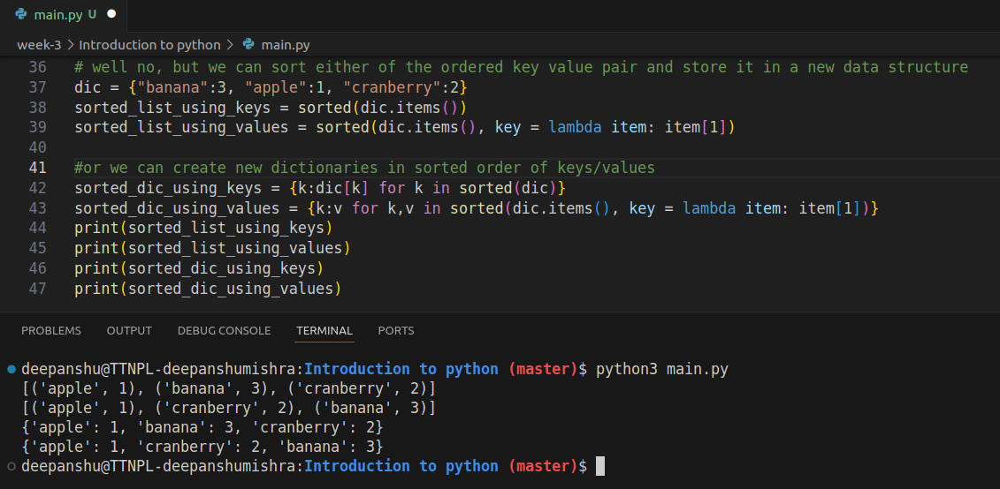 main.py U
week-3 > Introduction to python > main.py
36 # well no, but we can sort either of the ordered key value pair and store it in a new data structure
37 dic = {"banana":3, "apple":1, "cranberry":2}
38 sorted_list_using_keys = sorted(dic.items())
39 sorted_list_using_values = sorted(dic.items(), key = lambda item: item[1])
40
41 #or we can create new dictionaries in sorted order of keys/values
42 sorted_dic_using_keys = {k:dic[k] for k in sorted(dic)}
43 sorted_dic_using_values = {k:v for k,v in sorted(dic.items(), key = lambda item: item[1])}
44 print(sorted_list_using_keys)
45 print(sorted_list_using_values)
46 print(sorted_dic_using_keys)
47 print(sorted_dic_using_values)
PROBLEMS OUTPUT DEBUG CONSOLE TERMINAL PORTS
deepanshu@TTNPL-deepanshumishra:Introduction to python (master)$ python3 main.py
[('apple', 1), ('banana', 3), ('cranberry', 2)]
[('apple', 1), ('cranberry', 2), ('banana', 3)]
{'apple': 1, 'banana': 3, 'cranberry': 2}
{'apple': 1, 'cranberry': 2, 'banana': 3}
deepanshu@TTNPL-deepanshumishra:Introduction to python (master)$